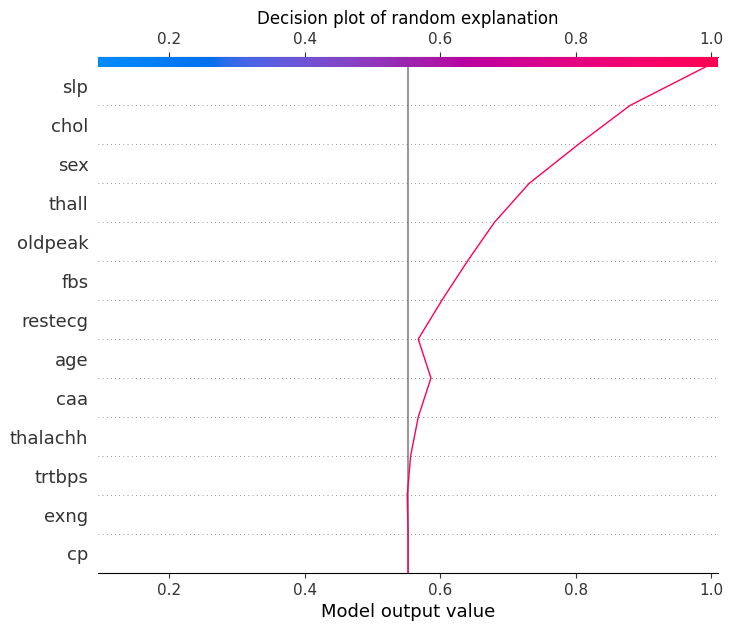 Decision plot of random explanation
0.2 0.4 0.6 0.8 1.0
slp
chol
sex
thall
oldpeak
fbs
restecg
age
caa
thalachh
trtbps
exng
cp
0.2 0.4 0.6 0.8 1.0
Model output value